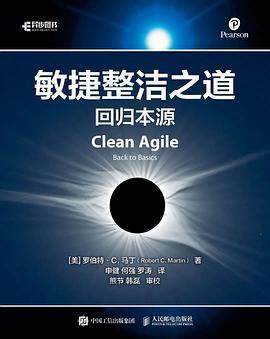 异步图书
Pearson
敏捷整洁之道
回归本源
Clean Agile
Back to Basics
[美] 罗伯特·C. 马丁（Robert C. Martin） 著
申健 何强 罗涛 译
熊节 韩磊 审校
中国工信出版集团
人民邮电出版社
POSTS & TELECOM PRESS